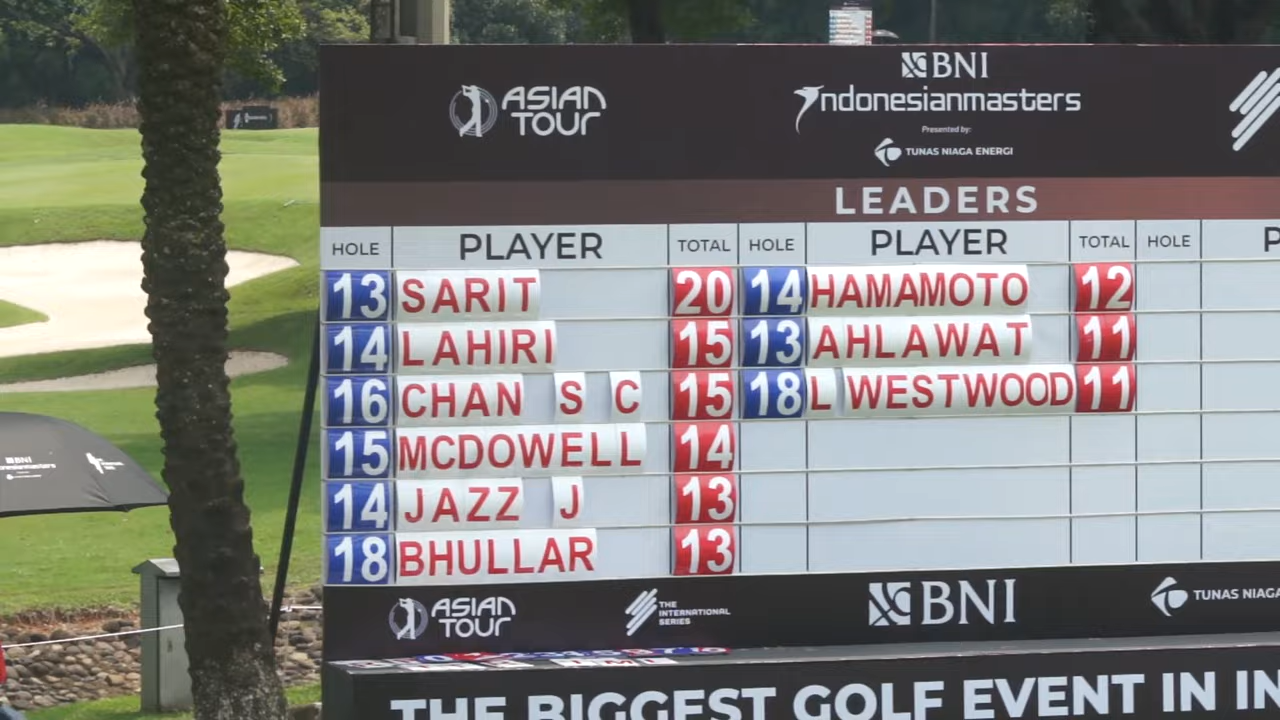 BNI
ASIAN TOUR
Indonesianmasters
Presented by:
TUNAS NIAGA ENERGI
LEADERS
HOLE PLAYER TOTAL HOLE PLAYER TOTAL HOLE P
13 SARIT 20 14 HAMAMOTO 12
14 LAHIRI 15 13 AHLAWAT 11
16 CHAN S C 15 18 L WESTWOOD 11
15 MCDOWELL 14
14 JAZZ J 13
18 BHULLAR 13
ASIAN TOUR THE INTERNATIONAL SERIES BNI TUNAS NIAGA
THE BIGGEST GOLF EVENT IN IN
BNI